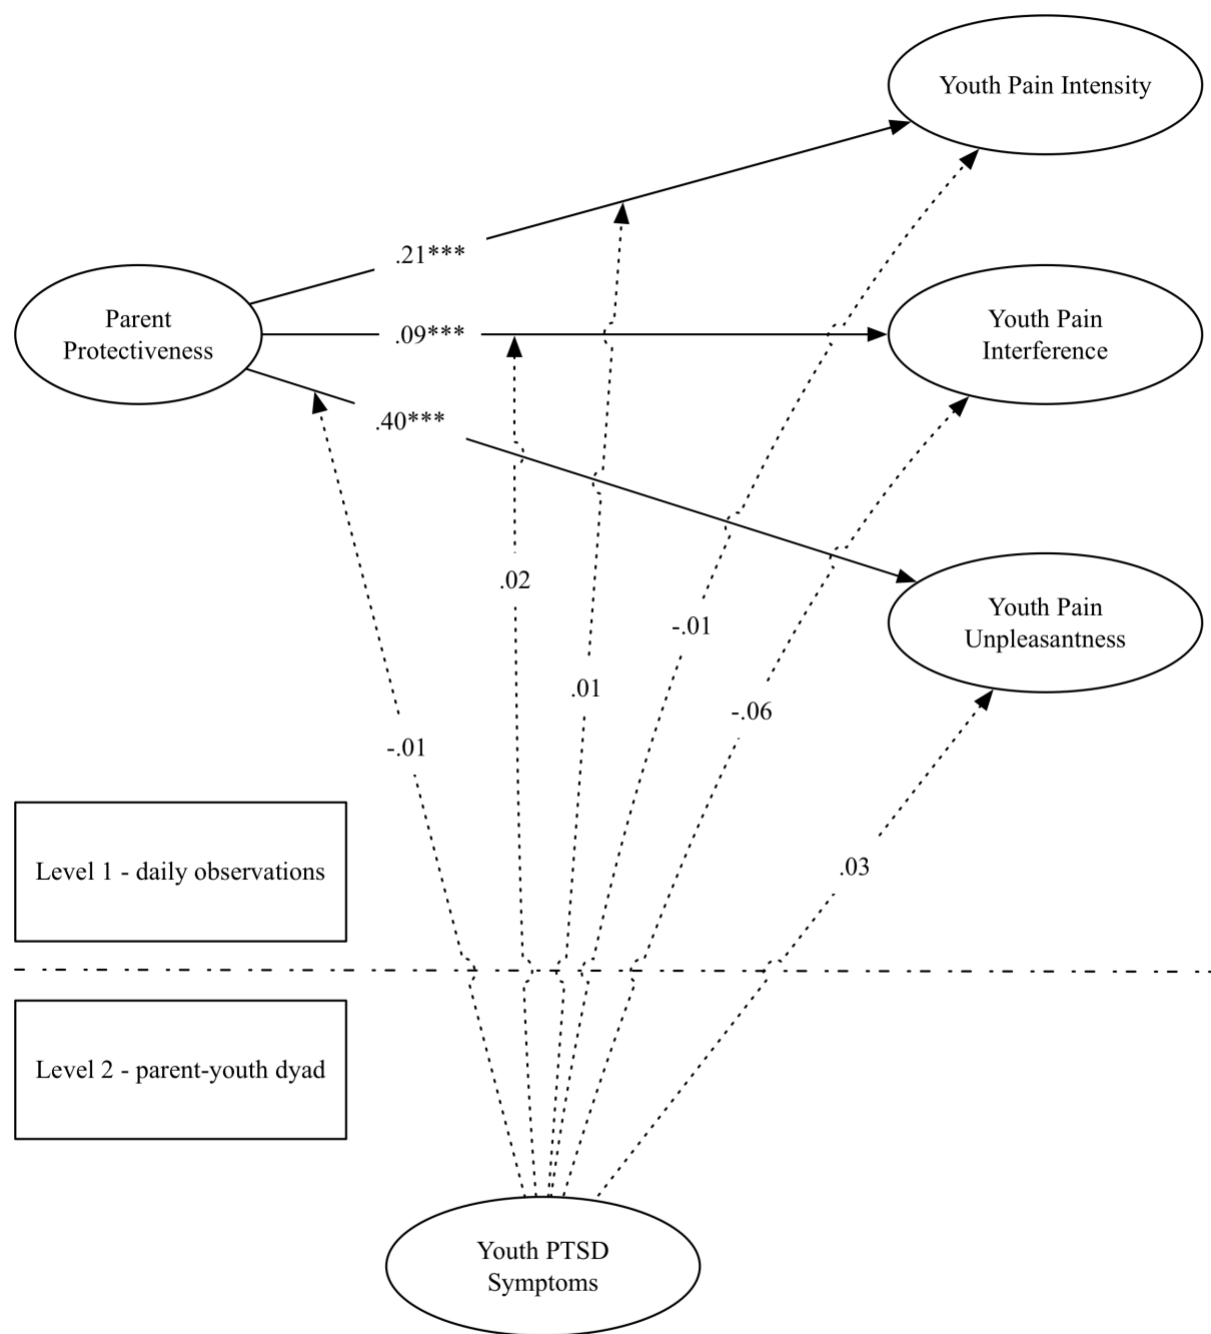 Youth Pain Intensity
.21***
Parent
Protectiveness
.09***
Youth Pain
Interference
.40***
.02
Youth Pain
Unpleasantness
-.01
.01
-.06
-.01
.03
Level 1 - daily observations
Level 2 - parent-youth dyad
Youth PTSD
Symptoms